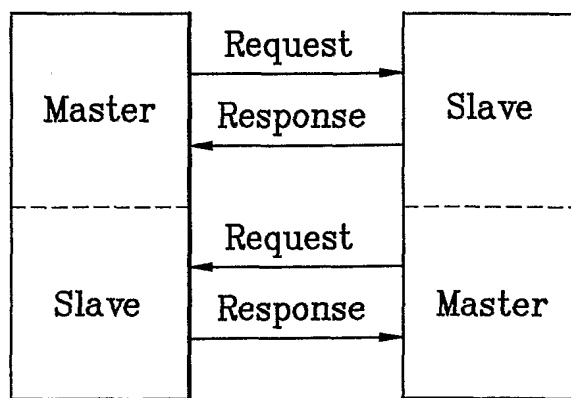 Request
Master
Response
Slave
Request
Slave
Response
Master